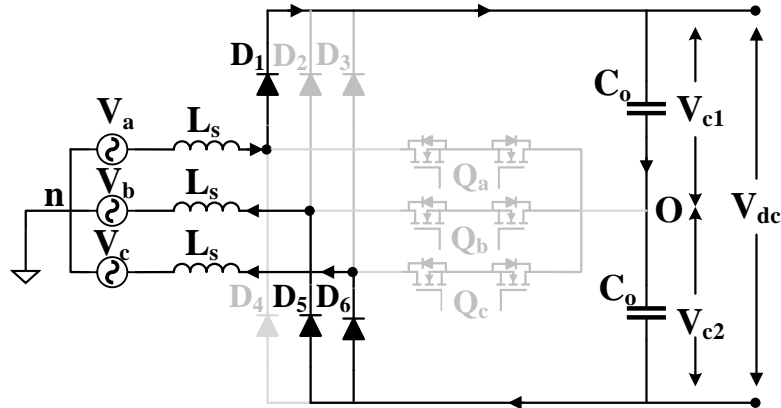 D1 D2 D3
Va Ls
Co Vc1
Qa
n Vb Ls
Qb
O Vdc
Vc Ls
D4 D5 D6
Qc
Co Vc2